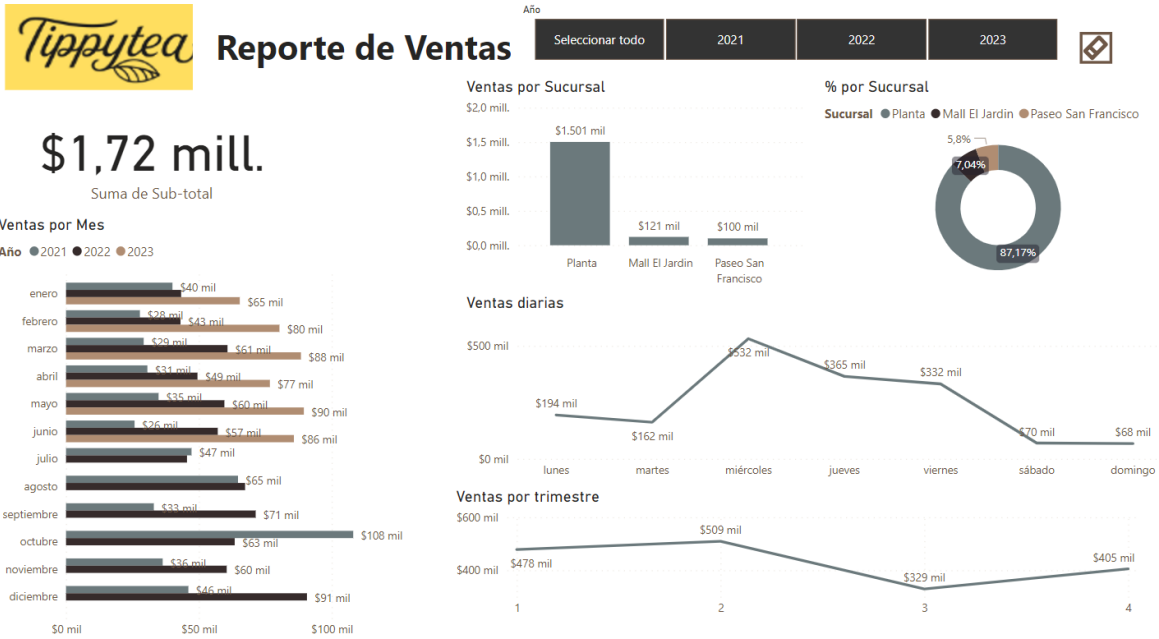 Tippytea
Reporte de Ventas
Año
Seleccionar todo 2021 2022 2023
$1,72 mill.
Suma de Sub-total
Ventas por Mes
Año 2021 2022 2023
enero $40 mil $65 mil
febrero $28 mil $43 mil $80 mil
marzo $29 mil $61 mil $88 mil
abril $31 mil $49 mil $77 mil
mayo $35 mil $60 mil $90 mil
junio $26 mil $57 mil $86 mil
julio $47 mil
agosto $65 mil
septiembre $33 mil $71 mil
octubre $108 mil $63 mil
noviembre $36 mil $60 mil
diciembre $46 mil $91 mil
$0 mil $50 mil $100 mil
Ventas por Sucursal
$2,0 mill.
$1,5 mill.
$1,0 mill.
$0,5 mill.
$0,0 mill.
$1.501 mil $121 mil $100 mil
Planta Mall El Jardin Paseo San
Francisco
% por Sucursal
Sucursal Planta Mall El Jardin Paseo San Francisco
5,8%
7,04%
87,17%
Ventas diarias
$500 mil
$0 mil
$194 mil $162 mil $532 mil $365 mil $332 mil $70 mil $68 mil
lunes martes miércoles jueves viernes sábado domingo
Ventas por trimestre
$600 mil
$400 mil
$478 mil $509 mil $329 mil $405 mil
1 2 3 4